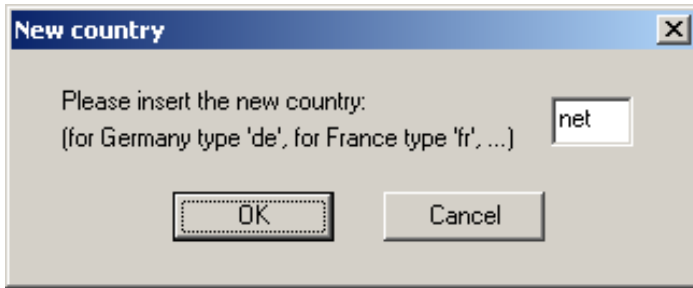 New country
Please insert the new country:
(for Germany type 'de', for France type 'fr', ...)
net
OK
Cancel